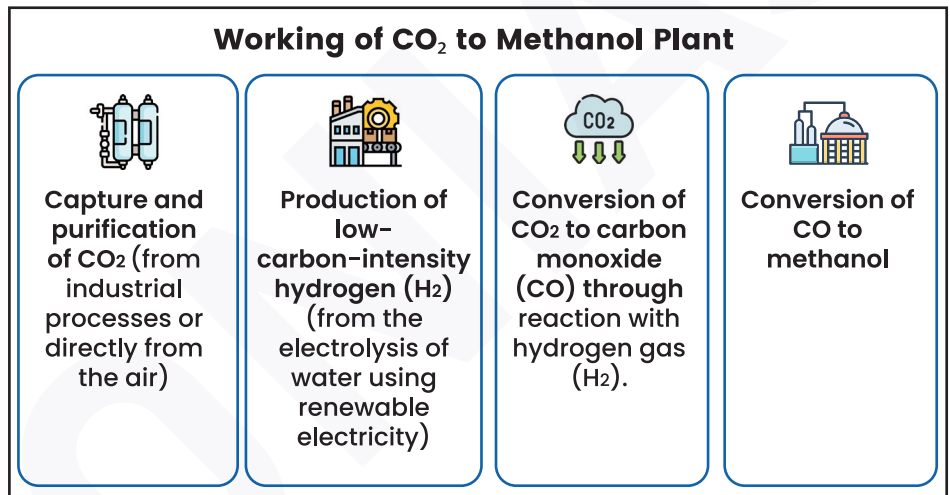 Working of CO₂ to Methanol Plant
Capture and
purification
of CO₂ (from
industrial
processes or
directly from
the air)
Production of
low-
carbon-intensity
hydrogen (H₂)
(from the
electrolysis of
water using
renewable
electricity)
CO₂
Conversion of
CO₂ to carbon
monoxide
(CO) through
reaction with
hydrogen gas
(H₂).
Conversion of
CO to
methanol